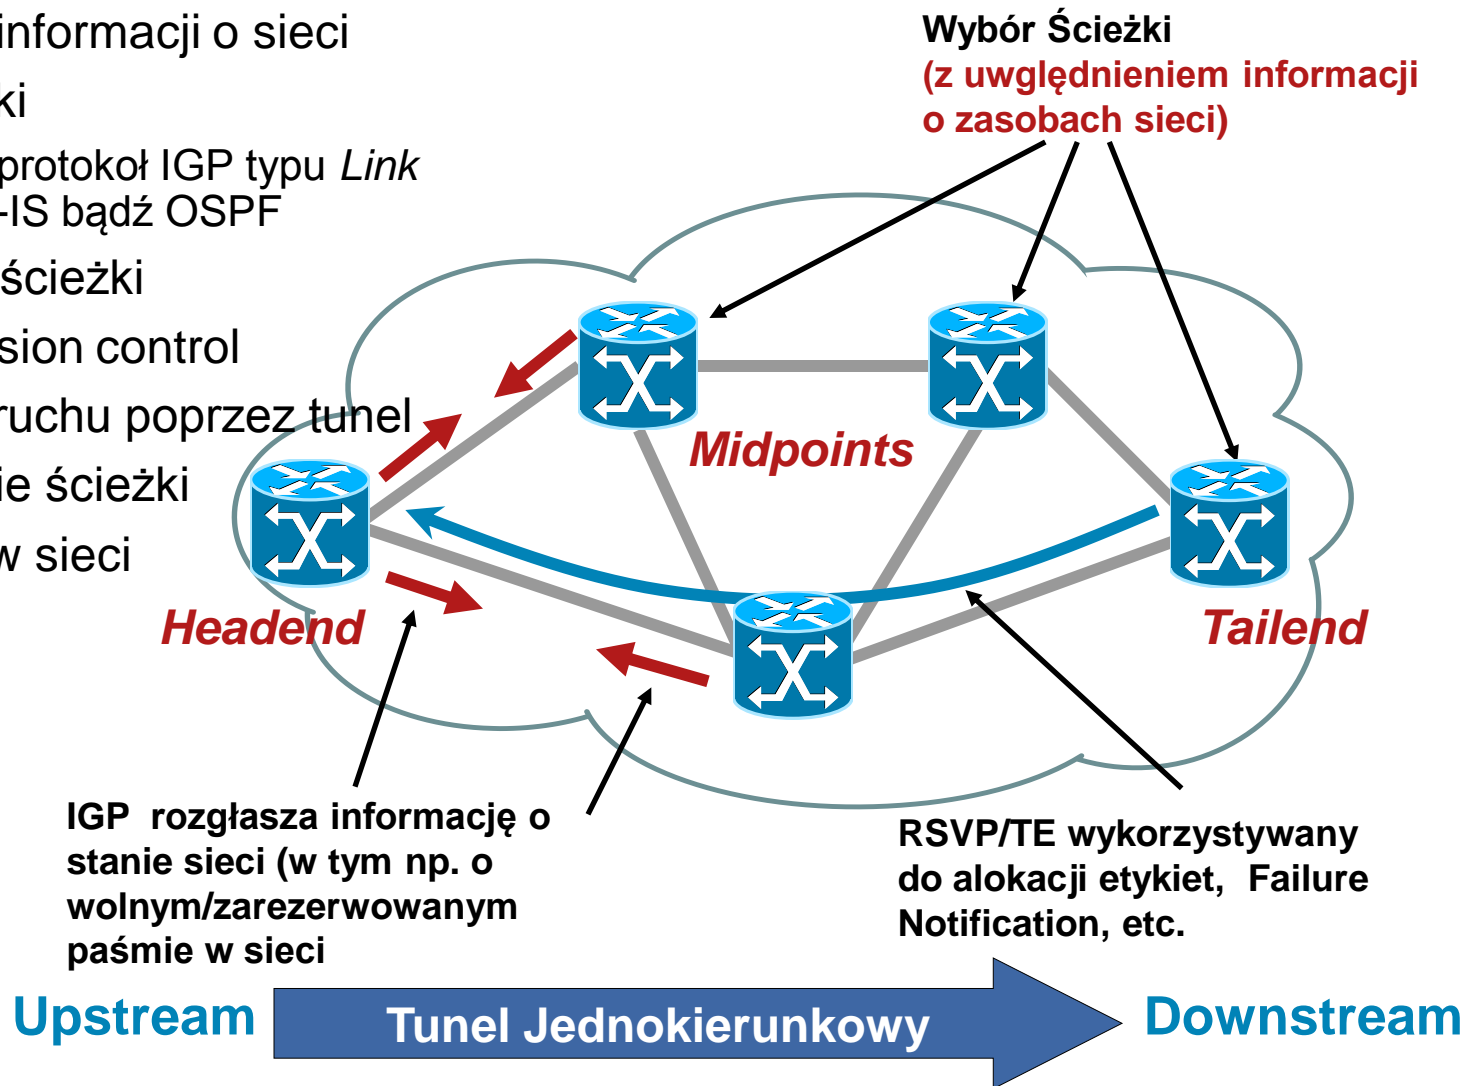 informacji o sieci
ki
protokoł IGP typu Link
-IS bądź OSPF
ścieżki
sion control
ruchu poprzez tunel
ie ścieżki
w sieci
Wybór Ścieżki
(z uwględnieniem informacji
o zasobach sieci)
Midpoints
Headend
Tailend
IGP rozgłasza informację o
stanie sieci (w tym np. o
wolnym/zarezerwowanym
paśmie w sieci
RSVP/TE wykorzystywany
do alokacji etykiet, Failure
Notification, etc.
Upstream
Tunel Jednokierunkowy
Downstream